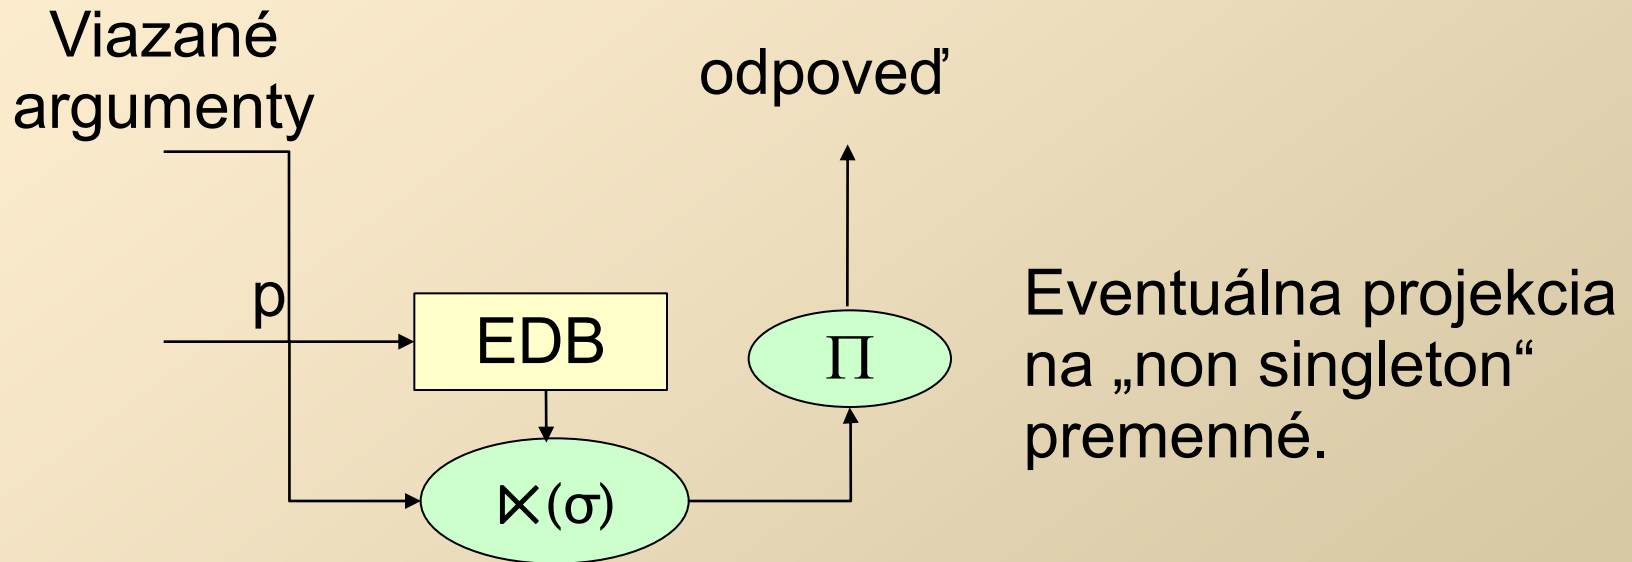 Viazané
argumenty
odpoveď
p
EDB
Π
⋉(σ)
Eventuálna projekcia
na „non singleton“
premenné.